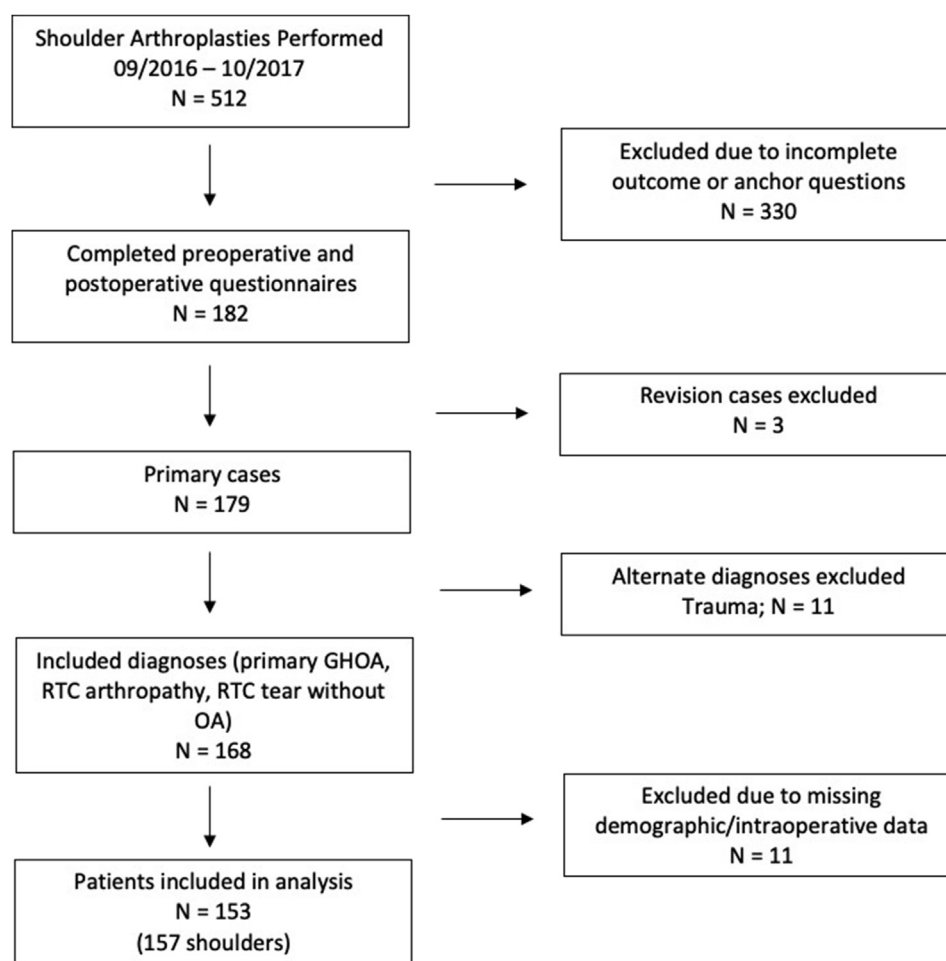 Shoulder Arthroplasties Performed
09/2016 – 10/2017
N = 512
Excluded due to incomplete
outcome or anchor questions
N = 330
Completed preoperative and
postoperative questionnaires
N = 182
Revision cases excluded
N = 3
Primary cases
N = 179
Alternate diagnoses excluded
Trauma; N = 11
Included diagnoses (primary GHOA,
RTC arthropathy, RTC tear without
OA)
N = 168
Excluded due to missing
demographic/intraoperative data
N = 11
Patients included in analysis
N = 153
(157 shoulders)